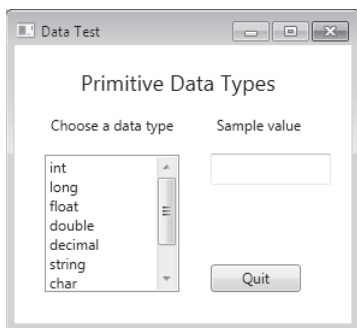 Data Test
Primitive Data Types
Choose a data type
Sample value
int
long
float
double
decimal
string
char
Quit